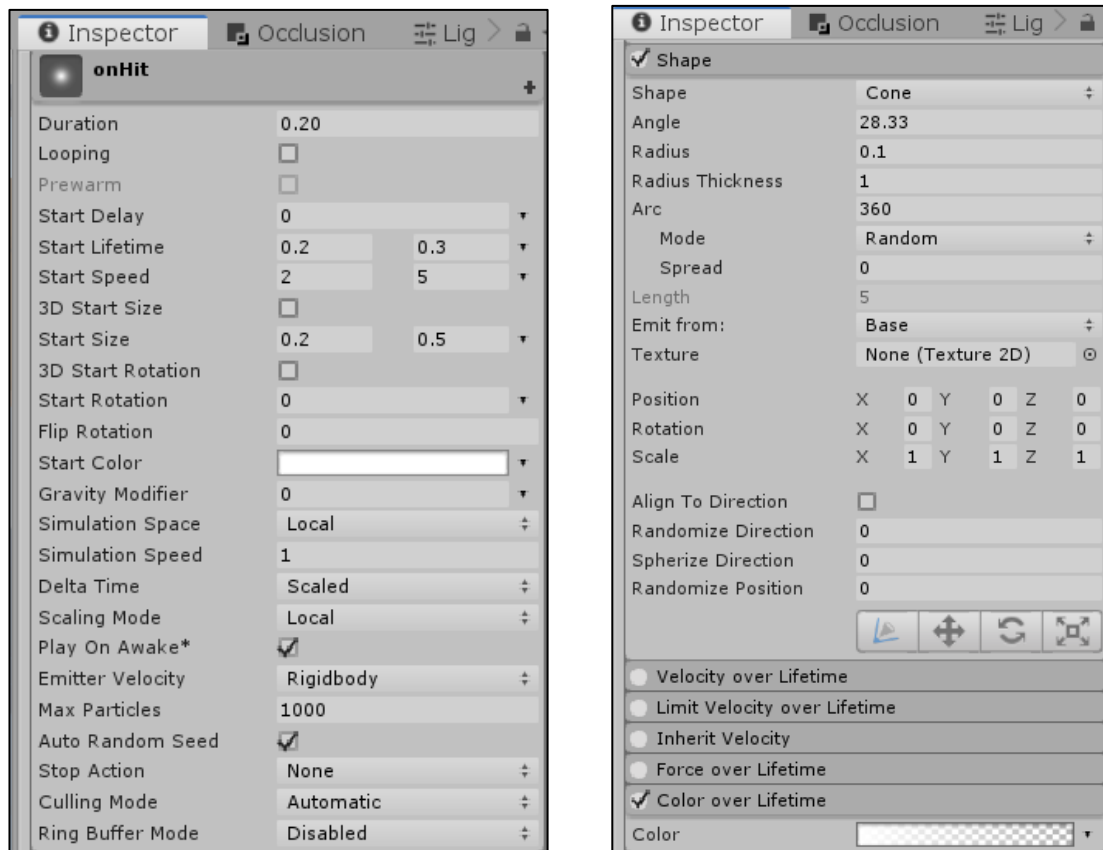 Inspector Occlusion Lig
onHit
Duration 0.20
Looping
Prewarm
Start Delay 0
Start Lifetime 0.2 0.3
Start Speed 2 5
3D Start Size
Start Size 0.2 0.5
3D Start Rotation
Start Rotation 0
Flip Rotation 0
Start Color
Gravity Modifier 0
Simulation Space Local
Simulation Speed 1
Delta Time Scaled
Scaling Mode Local
Play On Awake*
Emitter Velocity Rigidbody
Max Particles 1000
Auto Random Seed
Stop Action None
Culling Mode Automatic
Ring Buffer Mode Disabled
Inspector Occlusion Lig
Shape
Shape Cone
Angle 28.33
Radius 0.1
Radius Thickness 1
Arc 360
Mode Random
Spread 0
Length 5
Emit from: Base
Texture None (Texture 2D)
Position X 0 Y 0 Z 0
Rotation X 0 Y 0 Z 0
Scale X 1 Y 1 Z 1
Align To Direction
Randomize Direction 0
Spherize Direction 0
Randomize Position 0
Velocity over Lifetime
Limit Velocity over Lifetime
Inherit Velocity
Force over Lifetime
Color over Lifetime
Color